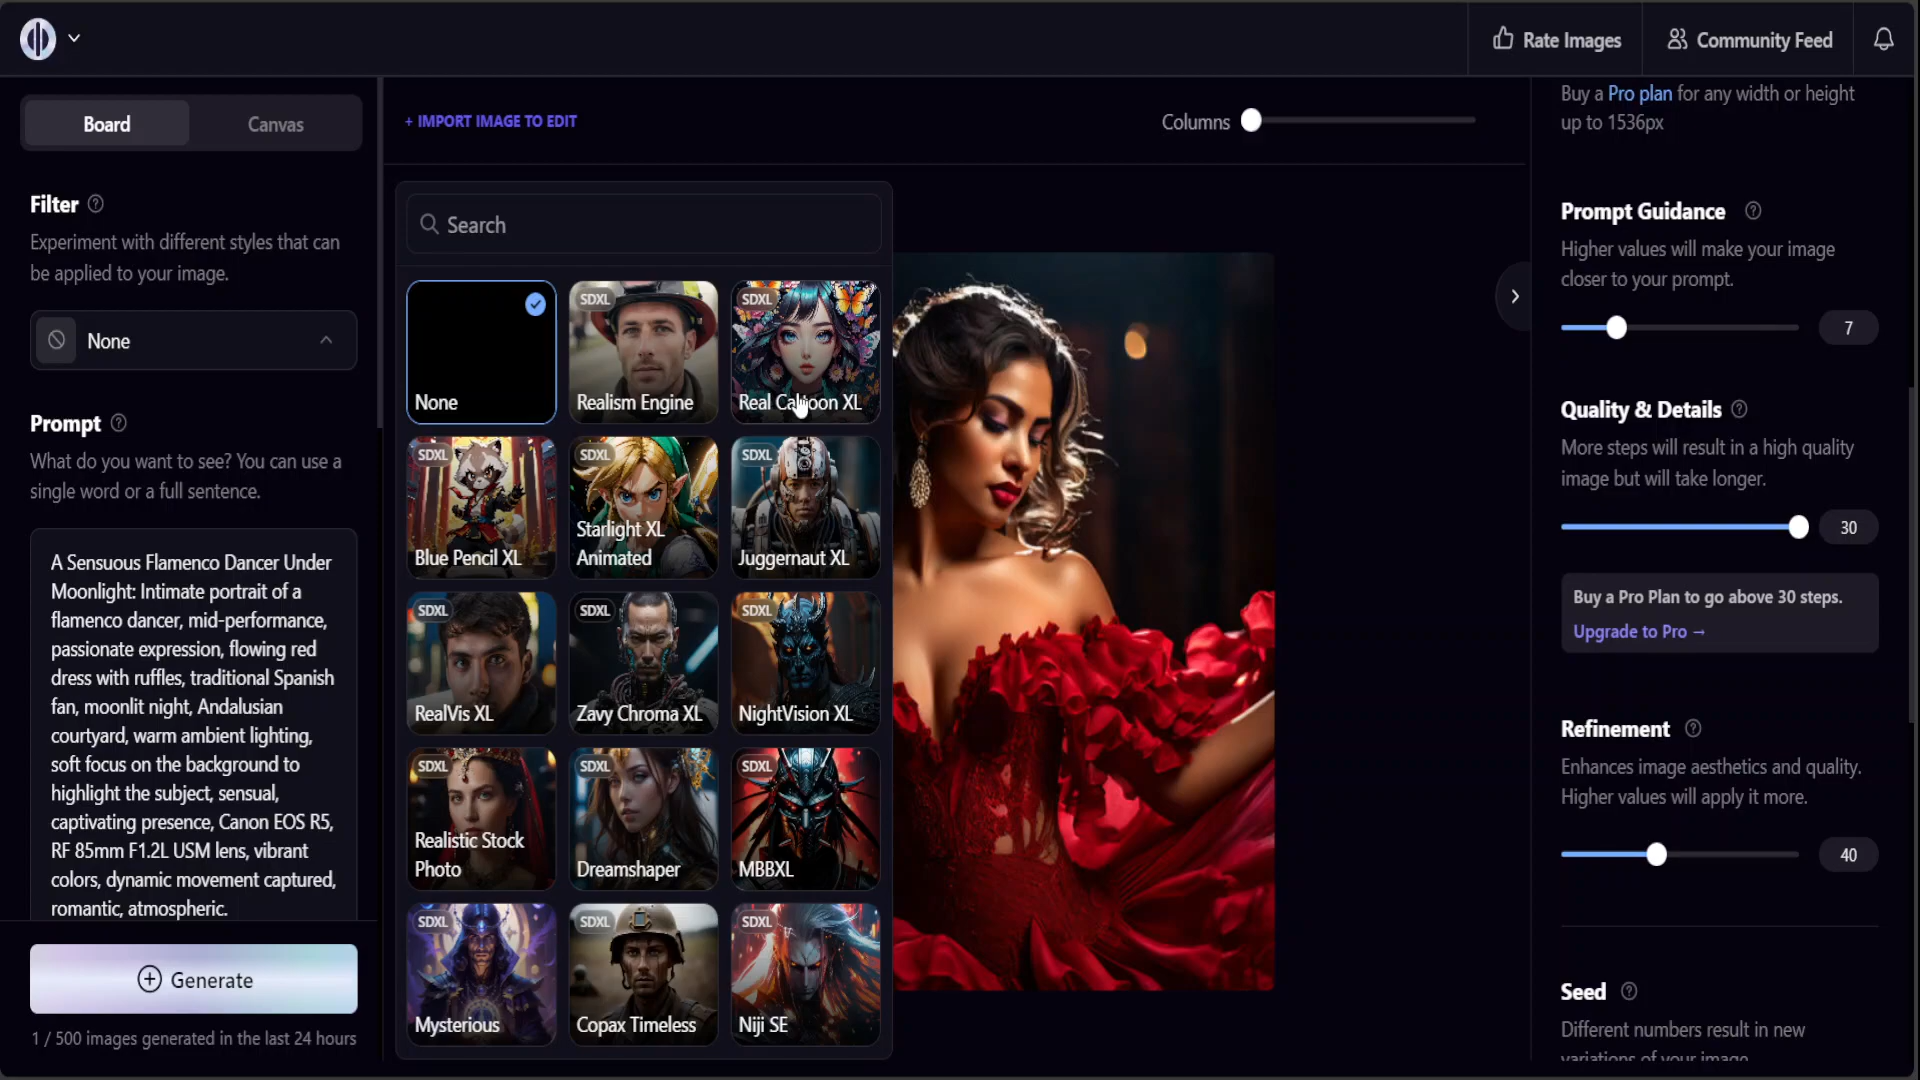 Rate Images
Community Feed
Board
Canvas
+ IMPORT IMAGE TO EDIT
Columns
Filter
Experiment with different styles that can
be applied to your image.
None
Prompt
What do you want to see? You can use a
single word or a full sentence.
A Sensuous Flamenco Dancer Under
Moonlight: Intimate portrait of a
flamenco dancer, mid-performance,
passionate expression, flowing red
dress with ruffles, traditional Spanish
fan, moonlit night, Andalusian
courtyard, warm ambient lighting,
soft focus on the background to
highlight the subject, sensual,
captivating presence, Canon EOS R5,
RF 85mm F1.2L USM lens, vibrant
colors, dynamic movement captured,
romantic, atmospheric.
Generate
1 / 500 images generated in the last 24 hours
Search
None
SDXL
Realism Engine
SDXL
Real Cartoon XL
SDXL
Blue Pencil XL
SDXL
Starlight XL
Animated
SDXL
Juggernaut XL
SDXL
RealVis XL
SDXL
Zavy Chroma XL
SDXL
NightVision XL
SDXL
Realistic Stock
Photo
SDXL
Dreamshaper
SDXL
MBBXL
SDXL
Mysterious
SDXL
Copax Timeless
SDXL
Niji SE
Buy a Pro plan for any width or height
up to 1536px
Prompt Guidance
Higher values will make your image
closer to your prompt.
7
Quality & Details
More steps will result in a high quality
image but will take longer.
30
Buy a Pro Plan to go above 30 steps.
Upgrade to Pro →
Refinement
Enhances image aesthetics and quality.
Higher values will apply it more.
40
Seed
Different numbers result in new
variations of your image